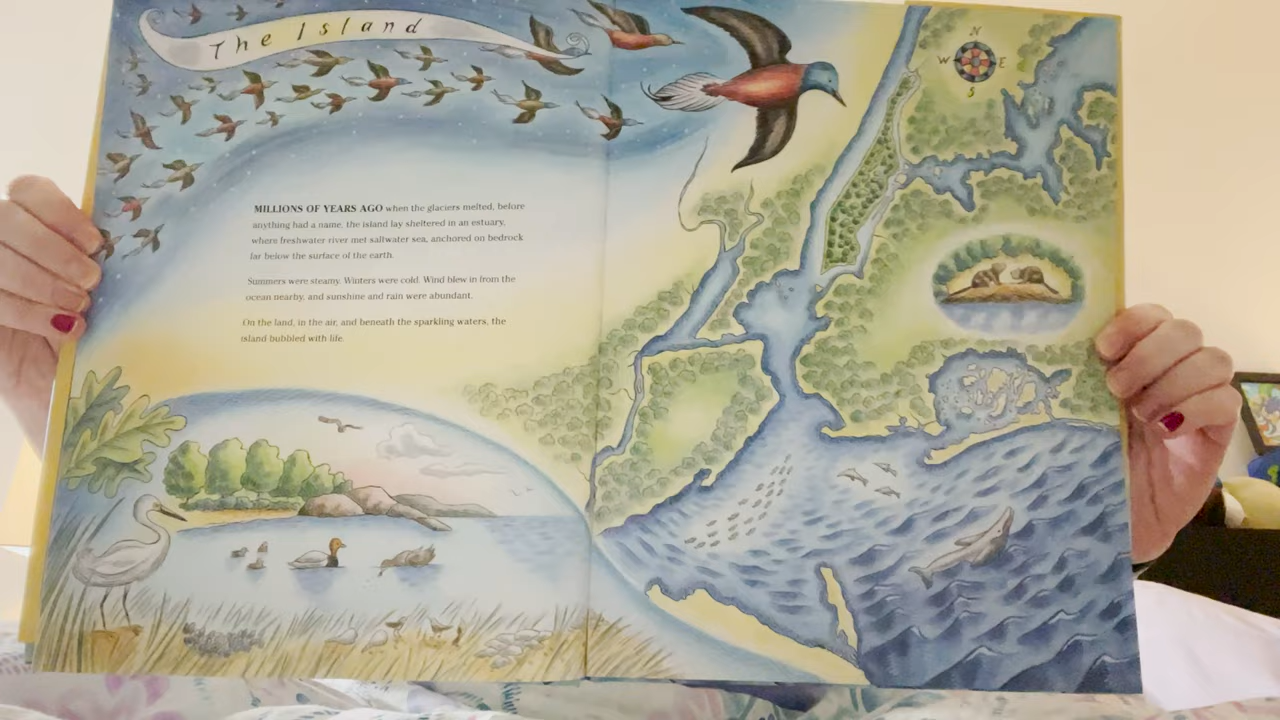 The Island
N
W E
S
MILLIONS OF YEARS AGO when the glaciers melted, before
anything had a name, the island lay sheltered in an estuary,
where freshwater river met saltwater sea, anchored on bedrock
far below the surface of the earth.
Summers were steamy. Winters were cold. Wind blew in from the
ocean nearby, and sunshine and rain were abundant.
On the land, in the air, and beneath the sparkling waters, the
island bubbled with life.